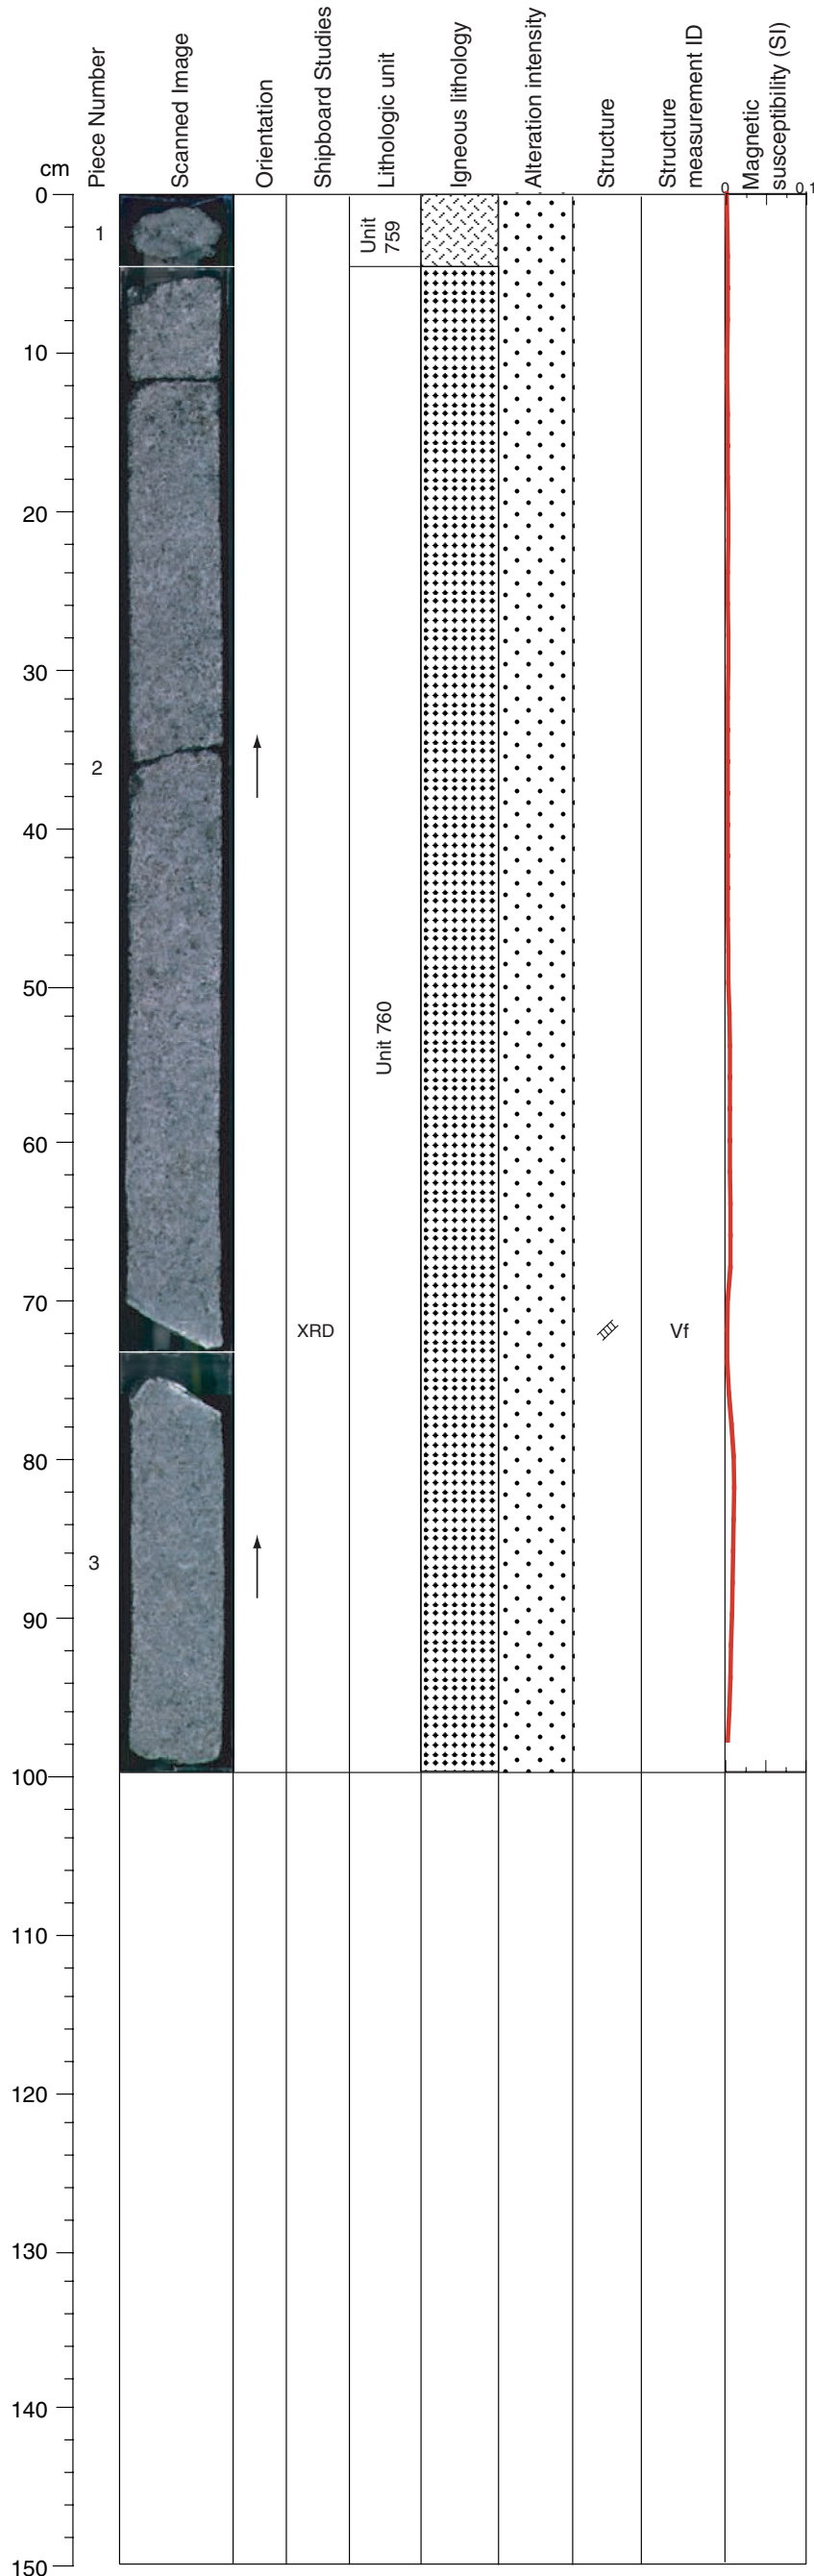 cm
Piece Number
Scanned Image
Orientation
Shipboard Studies
Lithologic unit
Igneous lithology
Alteration intensity
Structure
Structure
measurement ID
Magnetic
susceptibility (SI)
0
0.1
0
10
20
30
40
50
60
70
80
90
100
110
120
130
140
150
1
2
3
XRD
Unit
759
Unit 760
Vf